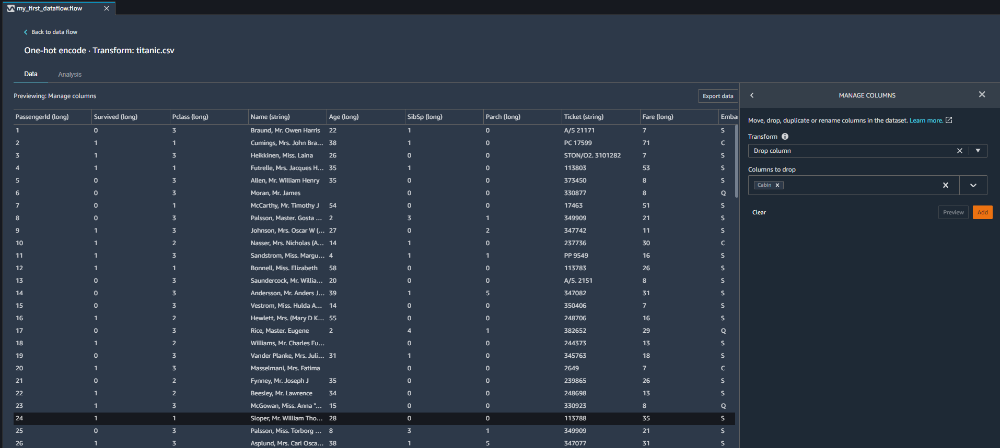 my_first_dataflow.flow
Back to data flow
One-hot encode · Transform: titanic.csv
Data Analysis
Previewing: Manage columns Export data
PassengerId (long) Survived (long) Pclass (long) Name (string) Age (long) SibSp (long) Parch (long) Ticket (string) Fare (long) Embar
1 0 3 Braund, Mr. Owen Harris 22 1 0 A/5 21171 7 S
2 1 1 Cumings, Mrs. John Bra... 38 1 0 PC 17599 71 C
3 1 3 Heikkinen, Miss. Laina 26 0 0 STON/O2. 3101282 7 S
4 1 1 Futrelle, Mrs. Jacques H... 35 1 0 113803 53 S
5 0 3 Allen, Mr. William Henry 35 0 0 373450 8 S
6 0 3 Moran, Mr. James 0 0 330877 8 Q
7 0 1 McCarthy, Mr. Timothy J 54 0 0 17463 51 S
8 0 3 Palsson, Master. Gosta ... 2 3 1 349909 21 S
9 1 3 Johnson, Mrs. Oscar W (... 27 0 2 347742 11 S
10 1 2 Nasser, Mrs. Nicholas (A... 14 1 0 237736 30 C
11 1 3 Sandstrom, Miss. Margu... 4 1 1 PP 9549 16 S
12 1 1 Bonnell, Miss. Elizabeth 58 0 0 113783 26 S
13 0 3 Saundercock, Mr. Willia... 20 0 0 A/5. 2151 8 S
14 0 3 Andersson, Mr. Anders J... 39 1 5 347082 31 S
15 0 3 Vestrom, Miss. Hulda A... 14 0 0 350406 7 S
16 1 2 Hewlett, Mrs. (Mary D K... 55 0 0 248706 16 S
17 0 3 Rice, Master. Eugene 2 4 1 382652 29 Q
18 1 2 Williams, Mr. Charles Eu... 0 0 244373 13 S
19 0 3 Vander Planke, Mrs. Juli... 31 1 0 345763 18 S
20 1 3 Masselmani, Mrs. Fatima 0 0 2649 7 C
21 0 2 Fynney, Mr. Joseph J 35 0 0 239865 26 S
22 1 2 Beesley, Mr. Lawrence 34 0 0 248698 13 S
23 1 3 McGowan, Miss. Anna "... 15 0 0 330923 8 Q
24 1 1 Sloper, Mr. William Tho... 28 0 0 113788 35 S
25 0 3 Palsson, Miss. Torborg ... 8 3 1 349909 21 S
26 1 3 Asplund, Mrs. Carl Osca... 38 1 5 347077 31 S
MANAGE COLUMNS
Move, drop, duplicate or rename columns in the dataset. Learn more.
Transform
Drop column
Columns to drop
Cabin
Clear Preview Add